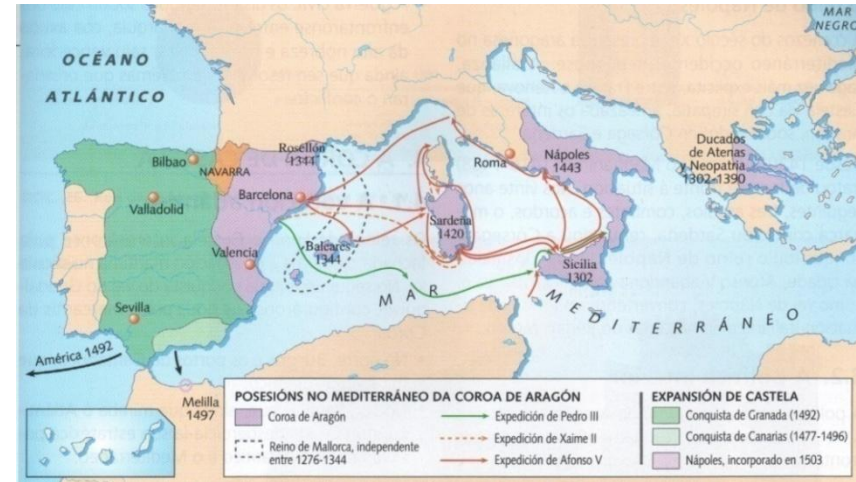 OCÉANO
ATLÁNTICO
MAR
NEGRO
Bilbao
NAVARRA
Rosellón
1344
Roma
Nápoles
1443
Ducados
de Atenas
y Neopatria
1302-1390
Valladolid
Barcelona
Sardeña
1420
Valencia
Baleares
1344
Sicilia
1302
Sevilla
MAR
MEDITERRÁNEO
América 1492
Melilla
1497
POSESIÓNS NO MEDITERRÁNEO DA COROA DE ARAGÓN
Coroa de Aragón
Reino de Mallorca, independente
entre 1276-1344
Expedición de Pedro III
Expedición de Xaime II
Expedición de Afonso V
EXPANSIÓN DE CASTELA
Conquista de Granada (1492)
Conquista de Canarias (1477-1496)
Nápoles, incorporado en 1503